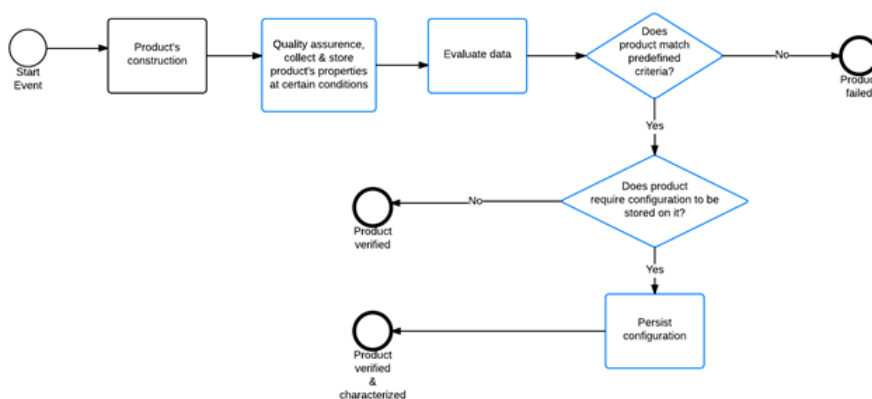 Product's
construction
Quality assurence,
collect & store
product's properties
at certain conditions
Evaluate data
Does
product match
predefined
criteria?
No
Start
Event
Produc
failed
Yes
Does product
require configuration to be
stored on it?
No
Product
verified
Yes
Persist
configuration
Product
verified
&
characterized